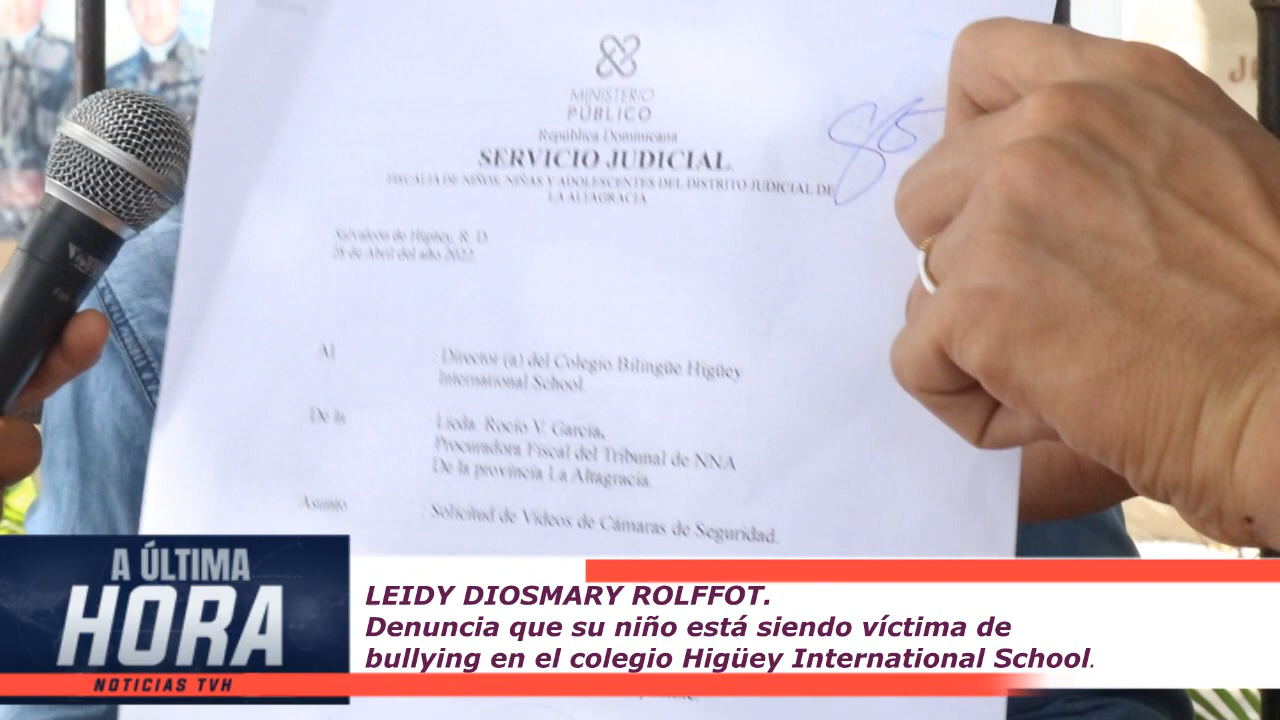 MINISTERIO
PÚBLICO
República Dominicana
SERVICIO JUDICIAL
FISCALIA DE NIÑOS, NIÑAS Y ADOLESCENTES DEL DISTRITO JUDICIAL DE
LA ALTAGRACIA
Salvaleón de Higüey, R. D.
de Abril del año 2022.
Al : Director (a) del Colegio Bilingüe Higüey
International School.
De la : Licda. Rocío V. García,
Procuradora Fiscal del Tribunal de NNA
De la provincia La Altagracia.
Asunto : Solicitud de Videos de Cámaras de Seguridad.
A ÚLTIMA
HORA
NOTICIAS TVH
LEIDY DIOSMARY ROLFFOT.
Denuncia que su niño está siendo víctima de
bullying en el colegio Higüey International School.